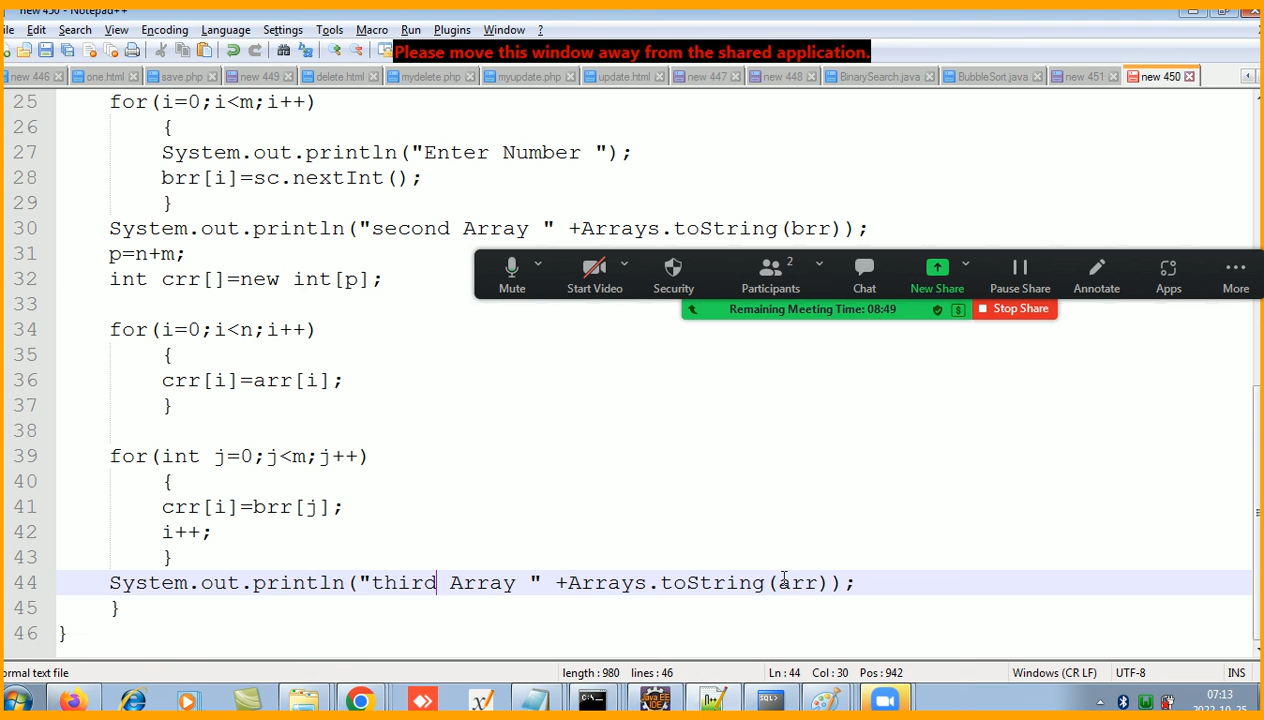 new 450 - Notepad++
ile Edit Search View Encoding Language Settings Tools Macro Run Plugins Window ?
Please move this window away from the shared application.
new 446 one.html save.php new 449 delete.html mydelete.php myupdate.php update.html new 447 new 448 BinarySearch.java BubbleSort.java new 451 new 450
25 for(i=0;i<m;i++)
26 {
27 System.out.println("Enter Number ");
28 brr[i]=sc.nextInt();
29 }
30 System.out.println("second Array " +Arrays.toString(brr));
31 p=n+m;
32 int crr[]=new int[p];
33
34 for(i=0;i<n;i++)
35 {
36 crr[i]=arr[i];
37 }
38
39 for(int j=0;j<m;j++)
40 {
41 crr[i]=brr[j];
42 i++;
43 }
44 System.out.println("third Array " +Arrays.toString(arr));
45 }
46 }
2
Mute Start Video Security Participants Chat New Share Pause Share Annotate Apps More
Remaining Meeting Time: 08:49 Stop Share
ormal text file length : 980 lines : 46 Ln : 44 Col : 30 Pos : 942 Windows (CR LF) UTF-8 INS
07:13
2022-10-25